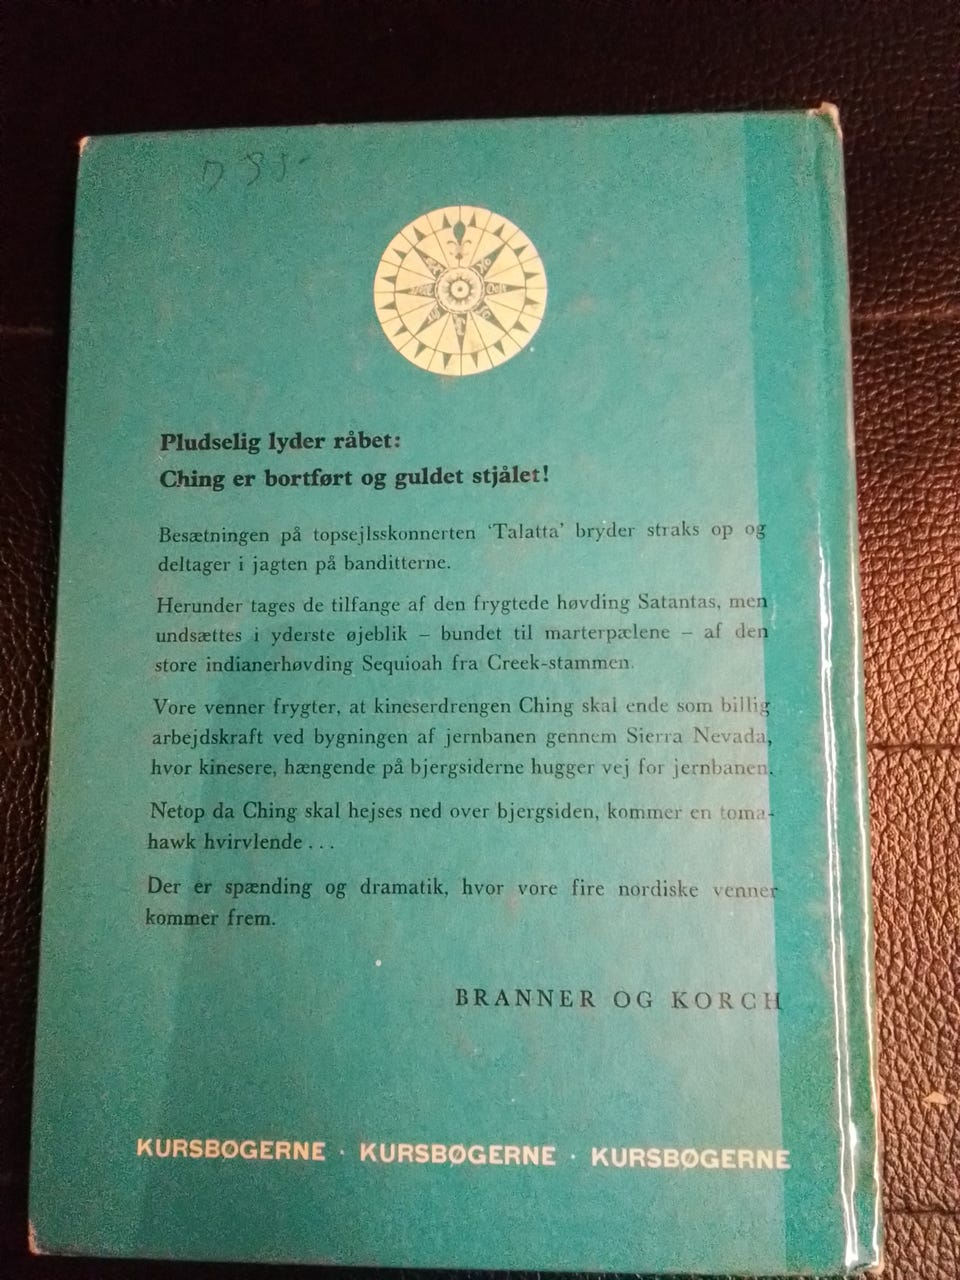 Pludselig lyder råbet:
Ching er bortført og guldet stjålet!
Besætningen på topsejlsskonnerten 'Talatta' bryder straks op og
deltager i jagten på banditterne.
Herunder tages de tilfange af den frygtede høvding Satantas, men
undsættes i yderste øjeblik – bundet til marterpælene – af den
store indianerhøvding Sequioah fra Creek-stammen.
Vore venner frygter, at kineserdrengen Ching skal ende som billig
arbejdskraft ved bygningen af jernbanen gennem Sierra Nevada,
hvor kinesere, hængende på bjergsiderne hugger vej for jernbanen.
Netop da Ching skal hejses ned over bjergsiden, kommer en toma-
hawk hvirvlende . . .
Der er spænding og dramatik, hvor vore fire nordiske venner
kommer frem.
BRANNER OG KORCH
KURSBØGERNE · KURSBØGERNE · KURSBØGERNE